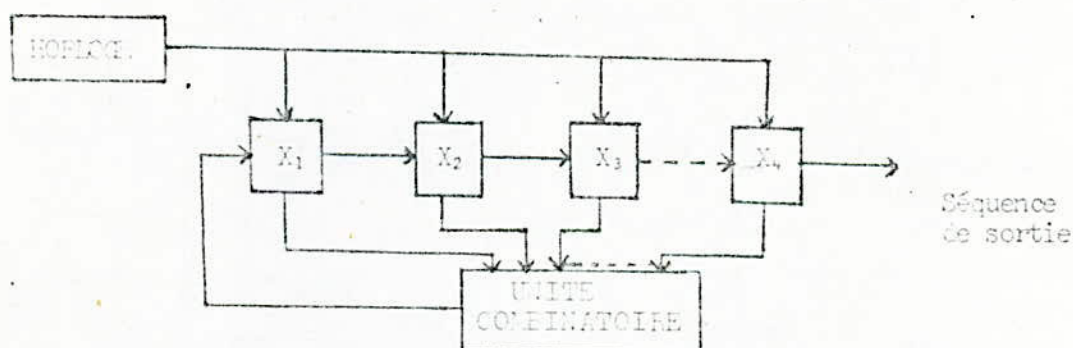 HORLOGE
X₁
X₂
X₃
X₄
Séquence
de sortie
UNITE
COMBINATOIRE